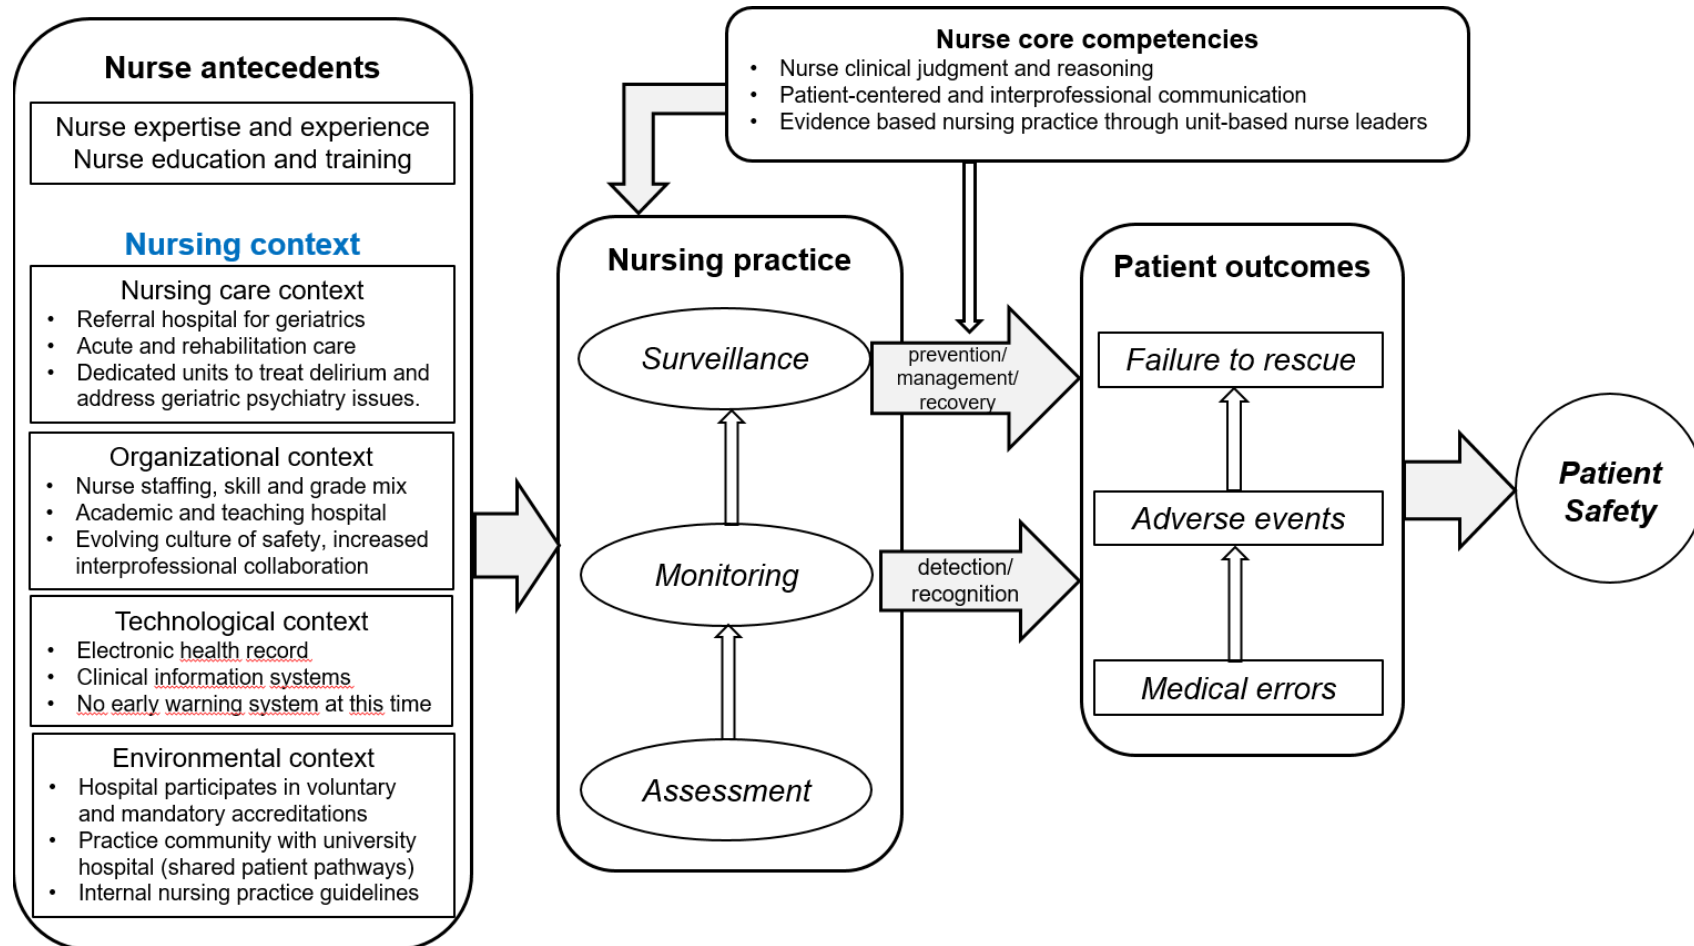 Nurse antecedents
Nurse expertise and experience
Nurse education and training
Nursing context
Nursing care context
• Referral hospital for geriatrics
• Acute and rehabilitation care
• Dedicated units to treat delirium and
address geriatric psychiatry issues.
Organizational context
• Nurse staffing, skill and grade mix
• Academic and teaching hospital
• Evolving culture of safety, increased
interprofessional collaboration
Technological context
• Electronic health record
• Clinical information systems
• No early warning system at this time
Environmental context
• Hospital participates in voluntary
and mandatory accreditations
• Practice community with university
hospital (shared patient pathways)
• Internal nursing practice guidelines
Nurse core competencies
• Nurse clinical judgment and reasoning
• Patient-centered and interprofessional communication
• Evidence based nursing practice through unit-based nurse leaders
Nursing practice
Surveillance
Monitoring
Assessment
prevention/
management/
recovery
detection/
recognition
Patient outcomes
Failure to rescue
Adverse events
Medical errors
Patient
Safety